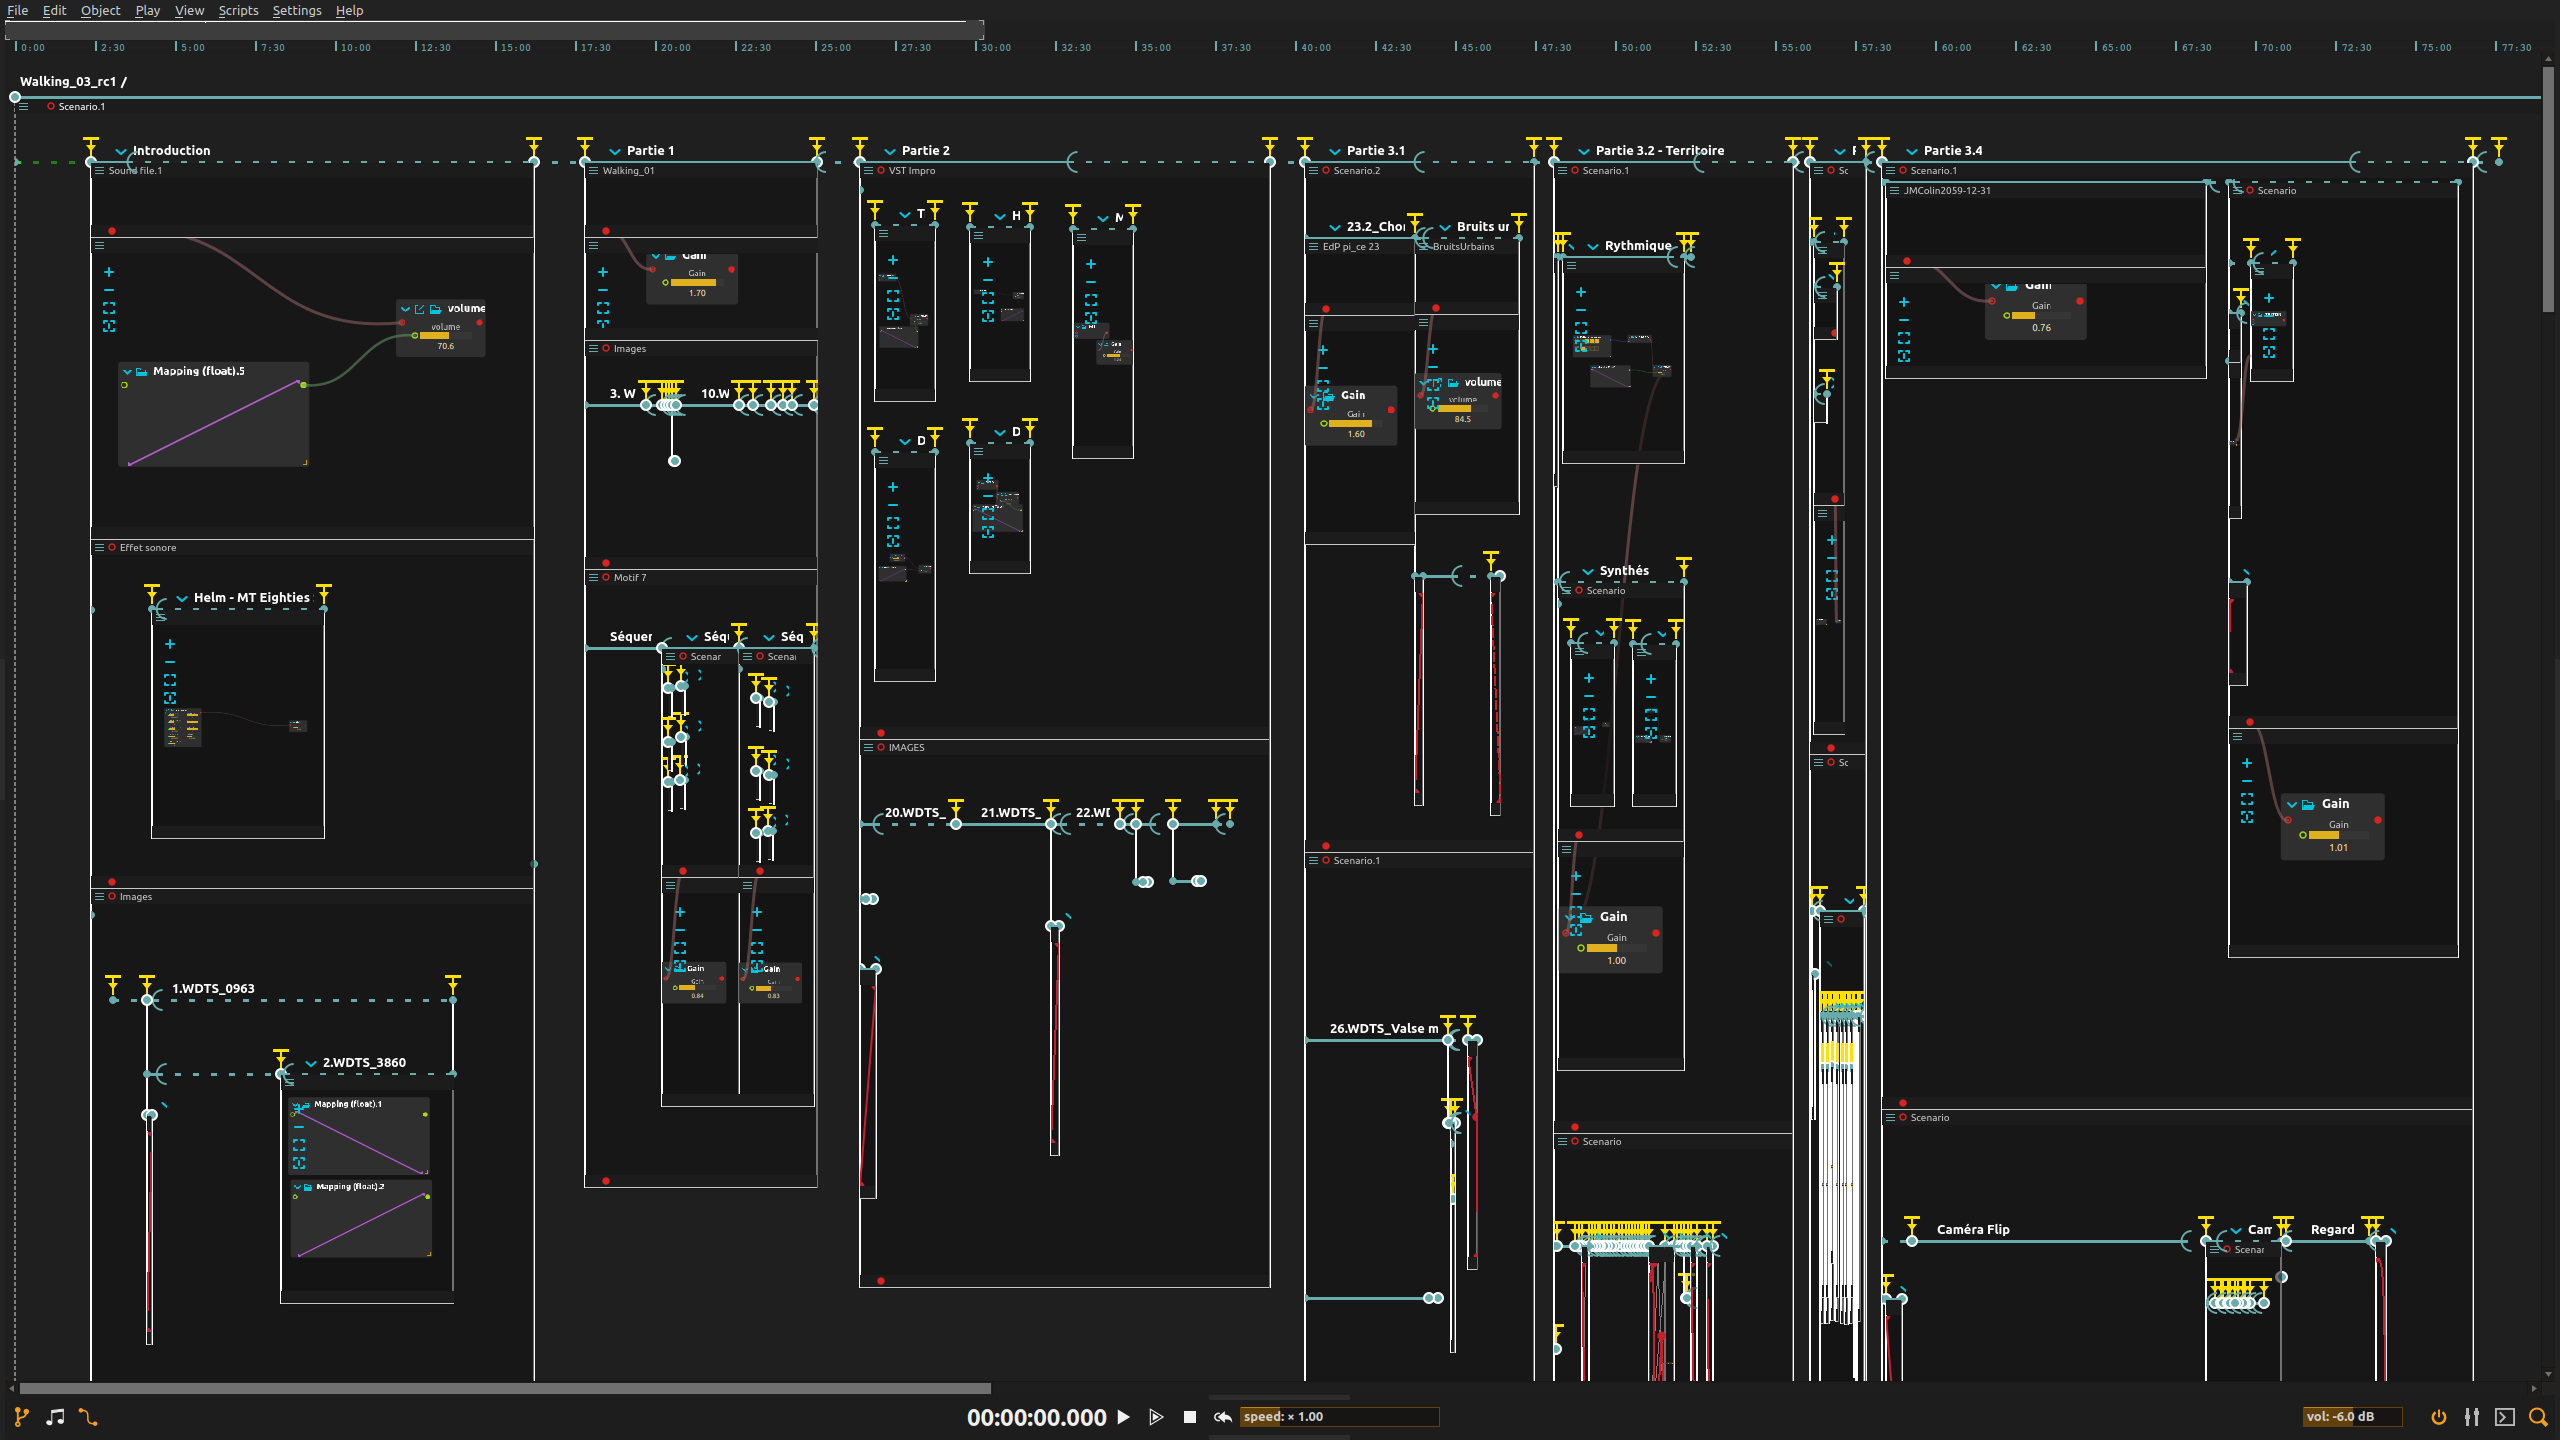 File Edit Object Play View Scripts Settings Help
0:00 2:30 5:00 7:30 10:00 12:30 15:00 17:30 20:00 22:30 25:00 27:30 30:00 32:30 35:00 37:30 40:00 42:30 45:00 47:30 50:00 52:30 55:00 57:30 60:00 62:30 65:00 67:30 70:00 72:30 75:00 77:30
Walking_03_rc1 /
Scenario.1
Introduction Partie 1 Partie 2 Partie 3.1 Partie 3.2 - Territoire Partie 3.4
Sound file.1 Walking_01 VST Impro Scenario.2 Scenario.1 Sc Scenario.1
JMColin2059-12-31 Scenario
T H M
23.2_Chor Bruits ur
EdP pi_ce 23 BruitsUrbains
Rythmique
Gain
Gain
1.70
Gain
Gain
0.76
volume
volume
70.6
Images
Mapping (float).5
3. W 10.W
Gain
Gain
1.60
volume
volume
84.5
D D
Effet sonore
Synthés
Scenario
Motif 7
Helm - MT Eighties
Séquer Séqu Séq
Scenar Scenar
IMAGES
Sc
20.WDTS_ 21.WDTS_ 22.WI
Gain
Gain
1.01
Scenario.1
Images
Gain
Gain
1.00
Gain
0.84
Gain
0.83
1.WDTS_0963
26.WDTS_Valse m
2.WDTS_3860
Mapping (float).1
Mapping (float).2
Scenario
Scenario
Caméra Flip Cam Regard
Scenar
00:00:00.000 speed: × 1.00 vol: -6.0 dB